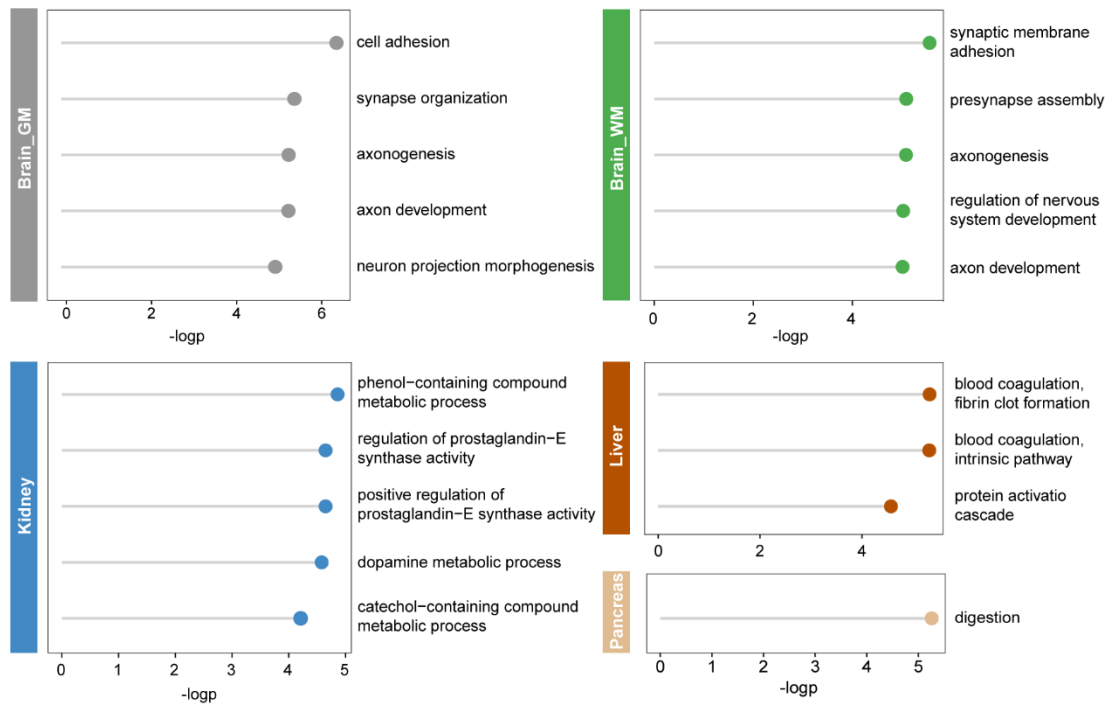 Brain_GM
cell adhesion
synapse organization
axonogenesis
axon development
neuron projection morphogenesis
0 2 4 6
-logp
Brain_WM
synaptic membrane
adhesion
presynapse assembly
axonogenesis
regulation of nervous
system development
axon development
0 2 4
Kidney
phenol−containing compound
metabolic process
regulation of prostaglandin−E
synthase activity
positive regulation of
prostaglandin−E synthase activity
dopamine metabolic process
catechol−containing compound
metabolic process
0 1 2 3 4 5
-logp
Liver
blood coagulation,
fibrin clot formation
blood coagulation,
intrinsic pathway
protein activatio
cascade
0 2 4
Pancreas
digestion
0 1 2 3 4 5
-logp